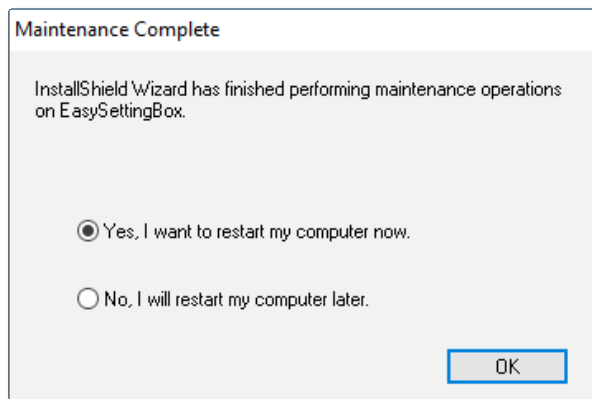 Maintenance Complete
InstallShield Wizard has finished performing maintenance operations
on EasySettingBox.
Yes, I want to restart my computer now.
No, I will restart my computer later.
OK